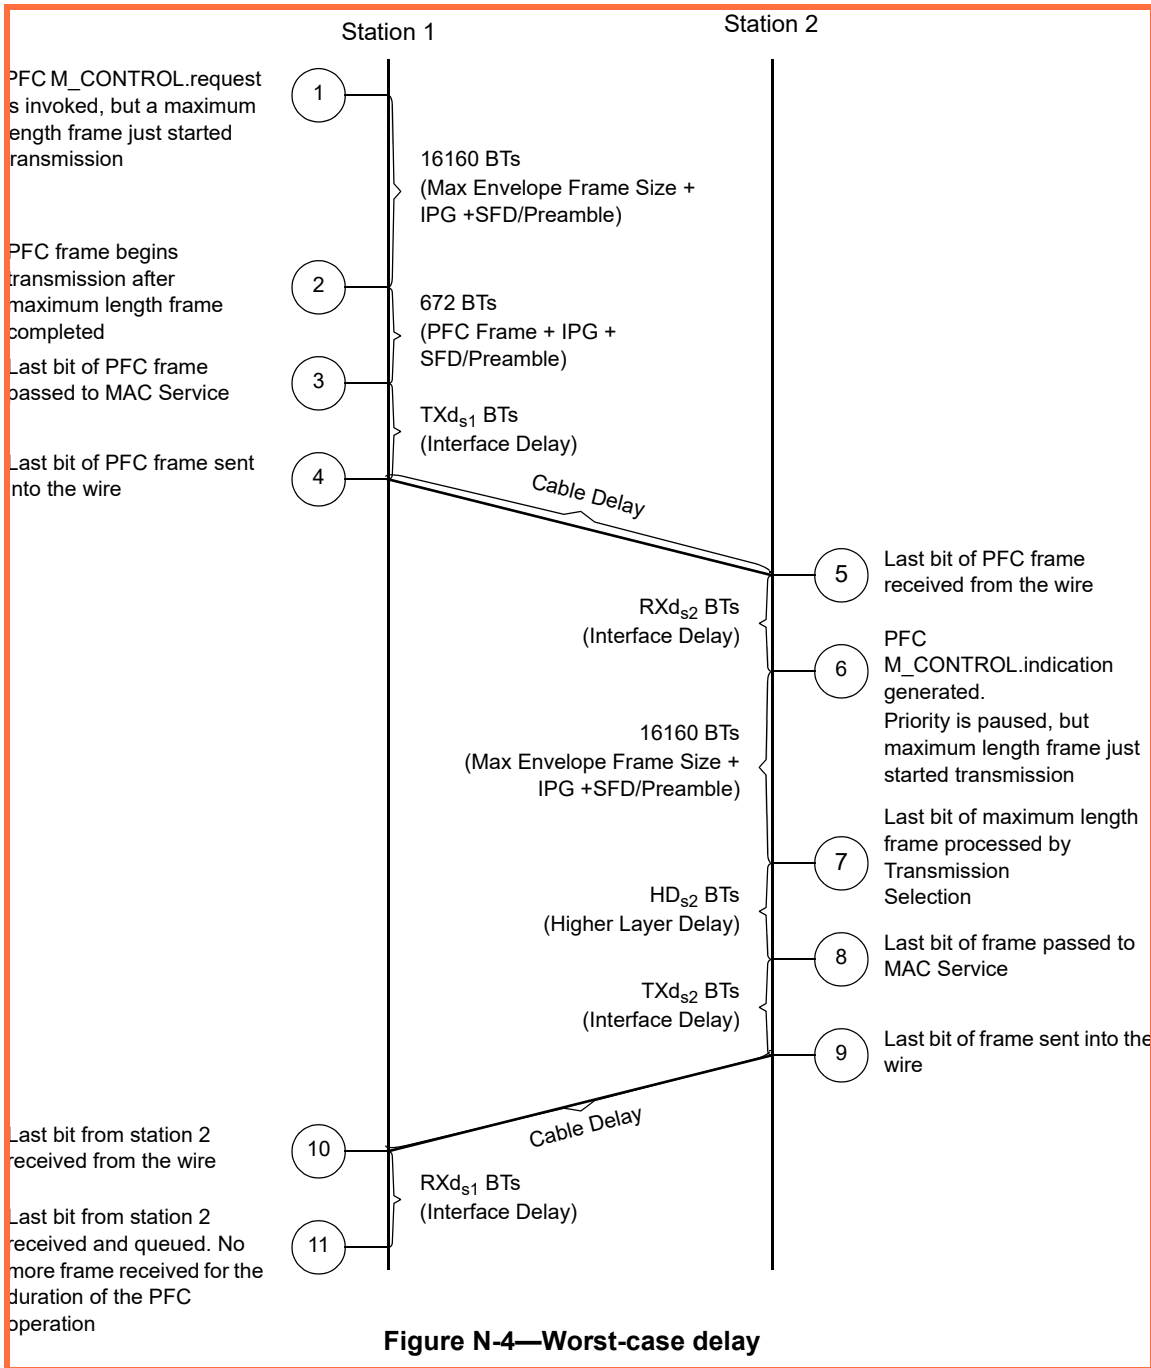 Station 1
Station 2
PFC M_CONTROL.request
s invoked, but a maximum
ength frame just started
ransmission
1
16160 BTs
(Max Envelope Frame Size +
IPG +SFD/Preamble)
PFC frame begins
transmission after
maximum length frame
completed
2
672 BTs
(PFC Frame + IPG +
SFD/Preamble)
Last bit of PFC frame
passed to MAC Service
3
TXds1 BTs
(Interface Delay)
Last bit of PFC frame sent
nto the wire
4
Cable Delay
5
Last bit of PFC frame
received from the wire
RXds2 BTs
(Interface Delay)
6
PFC
M_CONTROL.indication
generated.
Priority is paused, but
maximum length frame just
started transmission
16160 BTs
(Max Envelope Frame Size +
IPG +SFD/Preamble)
7
Last bit of maximum length
frame processed by
Transmission
Selection
HDs2 BTs
(Higher Layer Delay)
8
Last bit of frame passed to
MAC Service
TXds2 BTs
(Interface Delay)
9
Last bit of frame sent into the
wire
Cable Delay
Last bit from station 2
received from the wire
10
RXds1 BTs
(Interface Delay)
Last bit from station 2
received and queued. No
more frame received for the
duration of the PFC
operation
11
Figure N-4—Worst-case delay